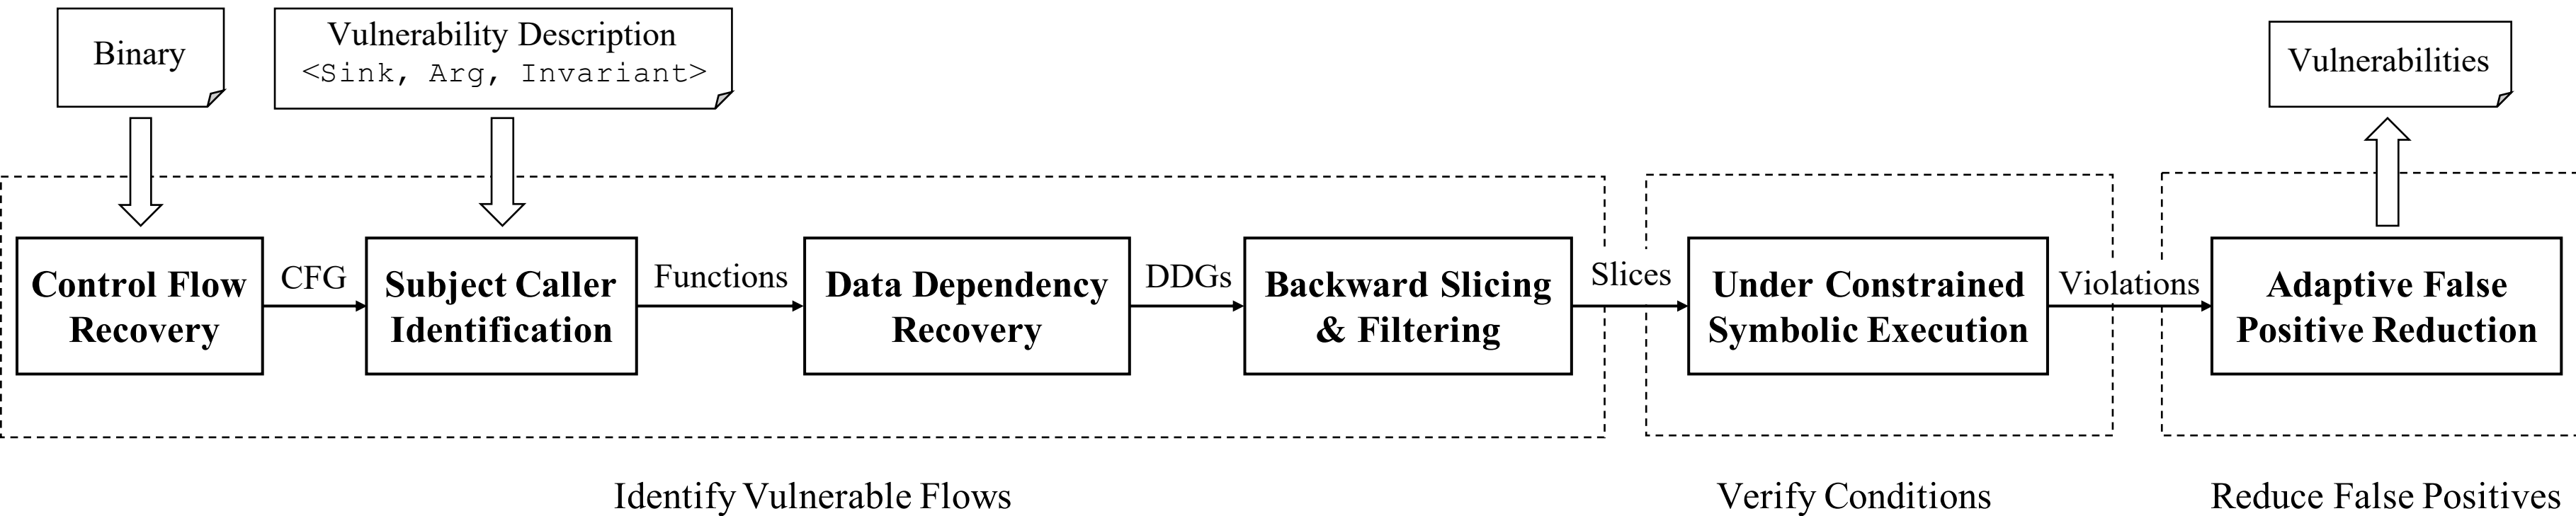 Binary
Vulnerability Description
<Sink, Arg, Invariant>
Vulnerabilities
Control Flow
Recovery
CFG
Subject Caller
Identification
Functions
Data Dependency
Recovery
DDGs
Backward Slicing
& Filtering
Slices
Under Constrained
Symbolic Execution
Violations
Adaptive False
Positive Reduction
Identify Vulnerable Flows
Verify Conditions
Reduce False Positives